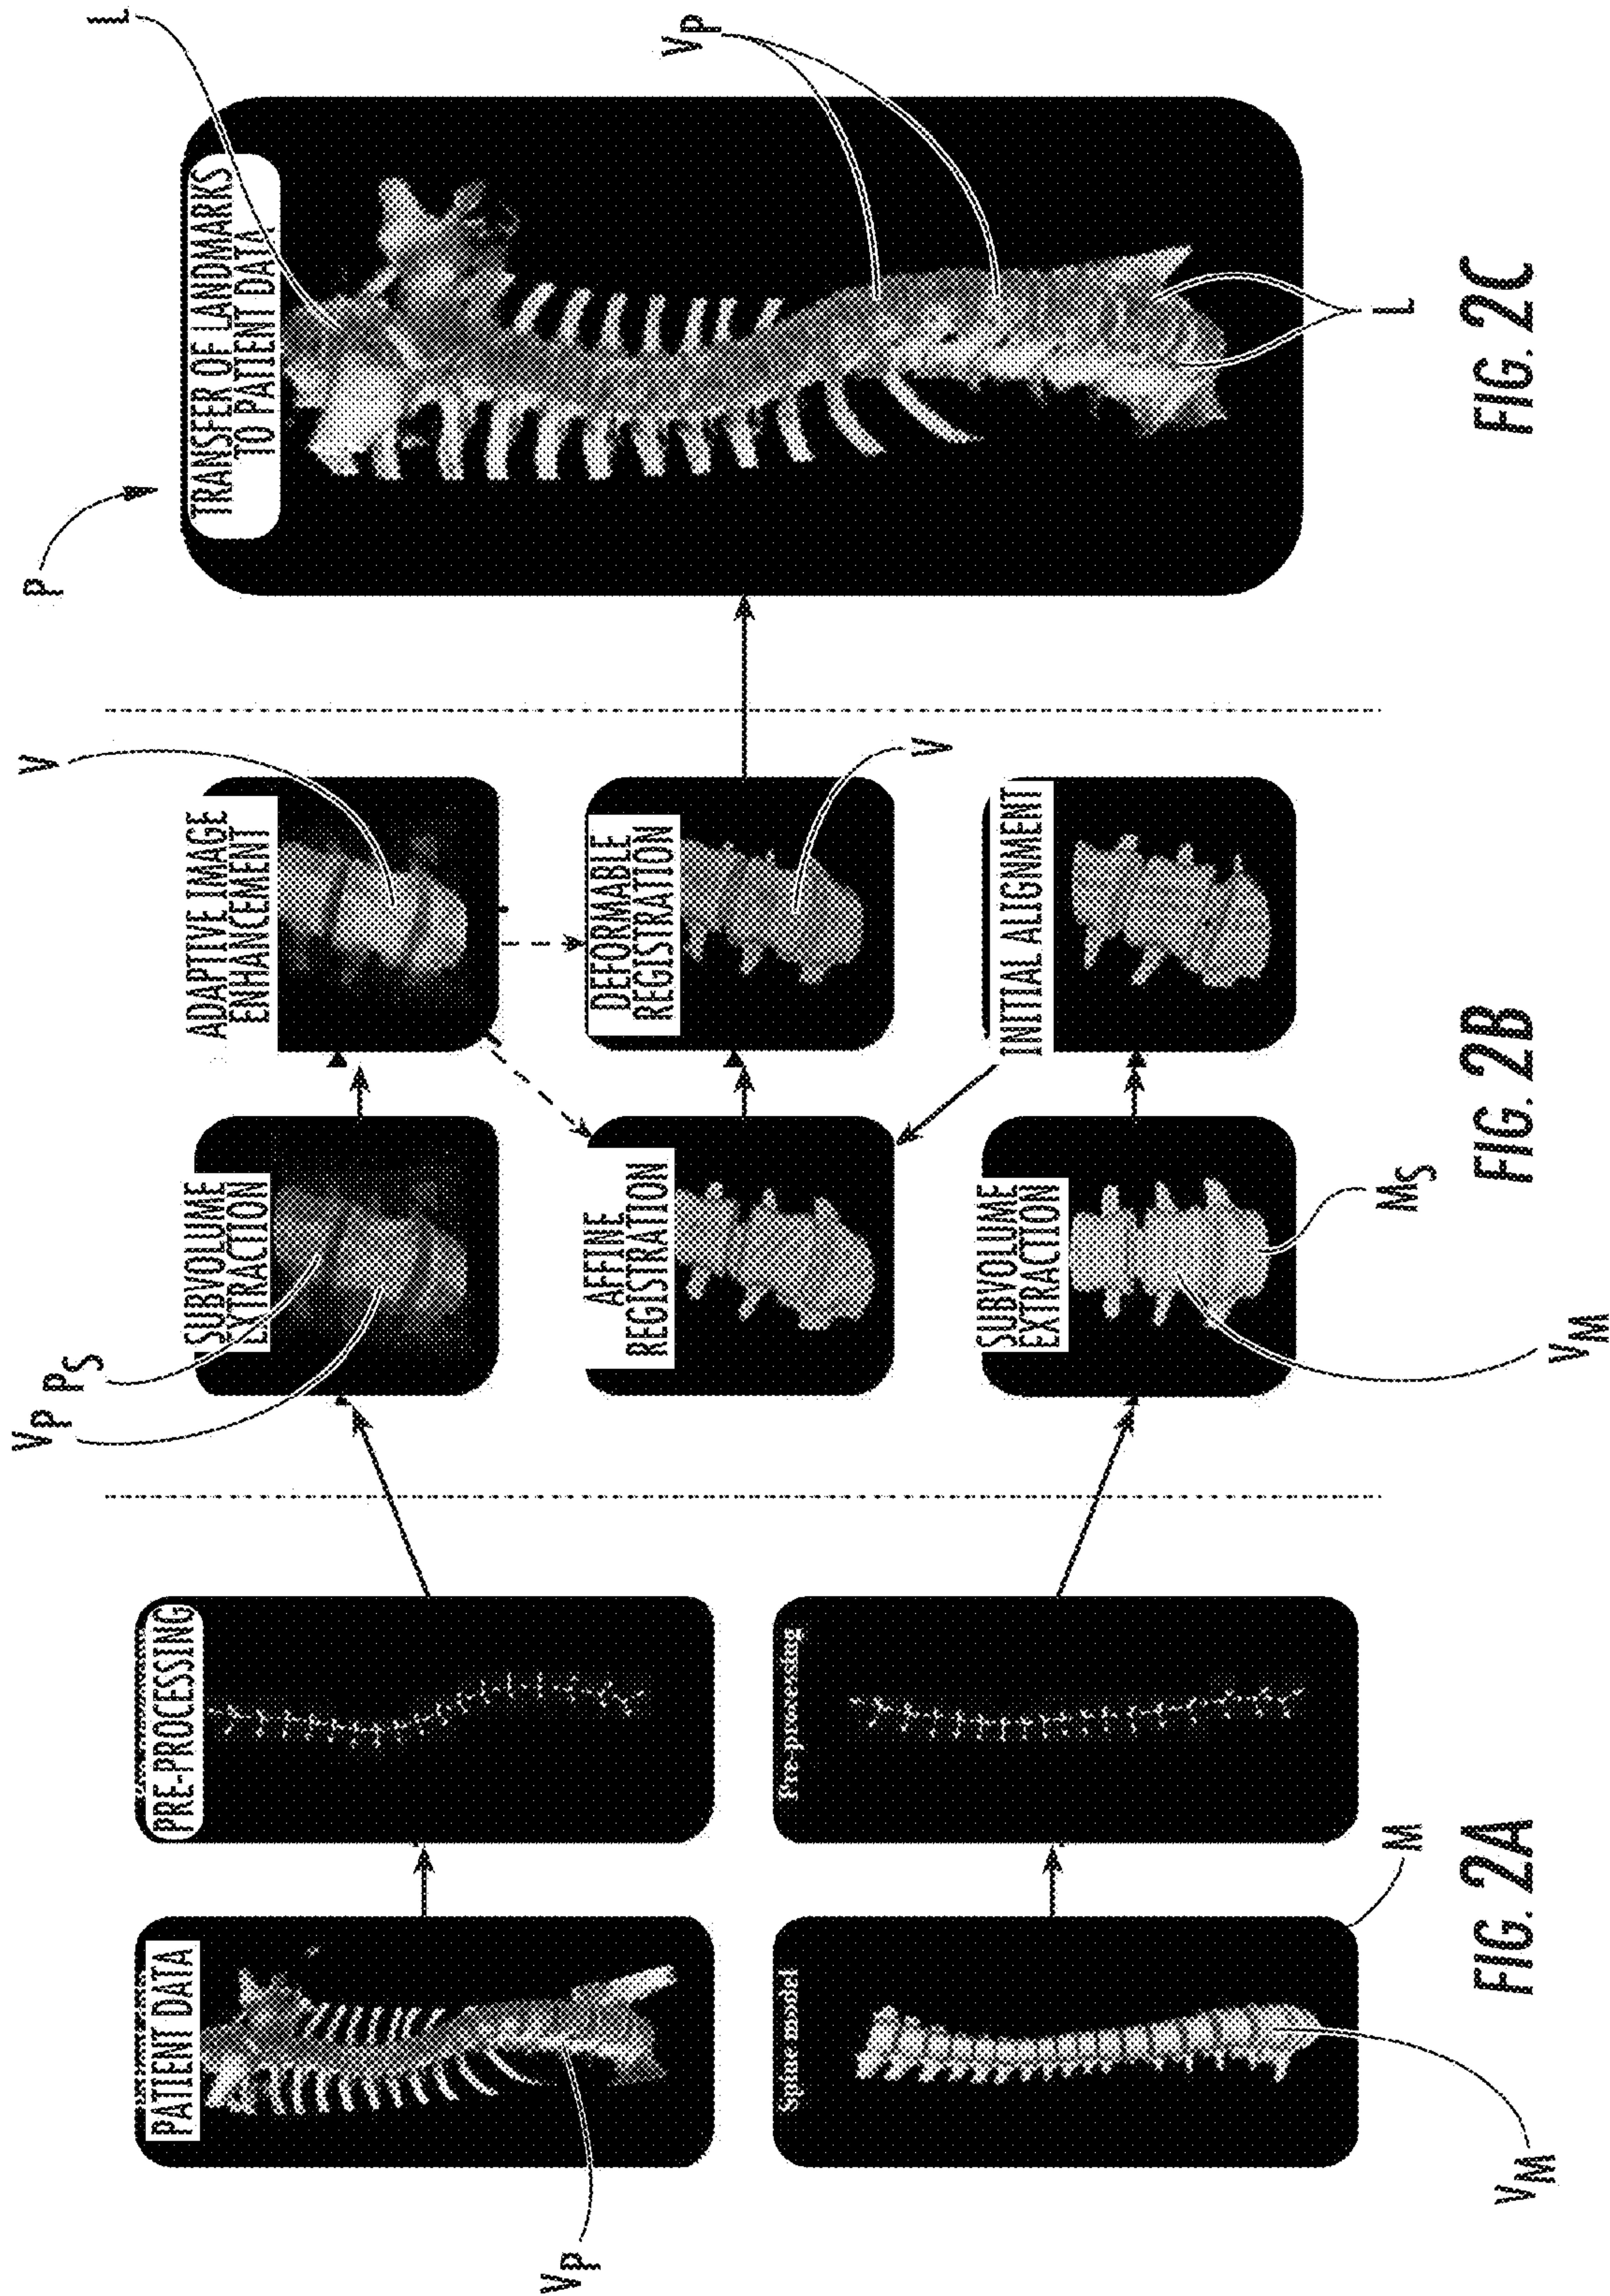 PATIENT DATA
PRE-PROCESSING
VP
Spine model
Pre-processing
M
VM
FIG. 2A
VP
PS
SUBVOLUME
EXTRACTION
ADAPTIVE IMAGE
ENHANCEMENT
V
AFFINE
REGISTRATION
DEFORMABLE
REGISTRATION
V
SUBVOLUME
EXTRACTION
INITIAL ALIGNMENT
MS
VM
FIG. 2B
P
L
TRANSFER OF LANDMARKS
TO PATIENT DATA
VP
L
FIG. 2C